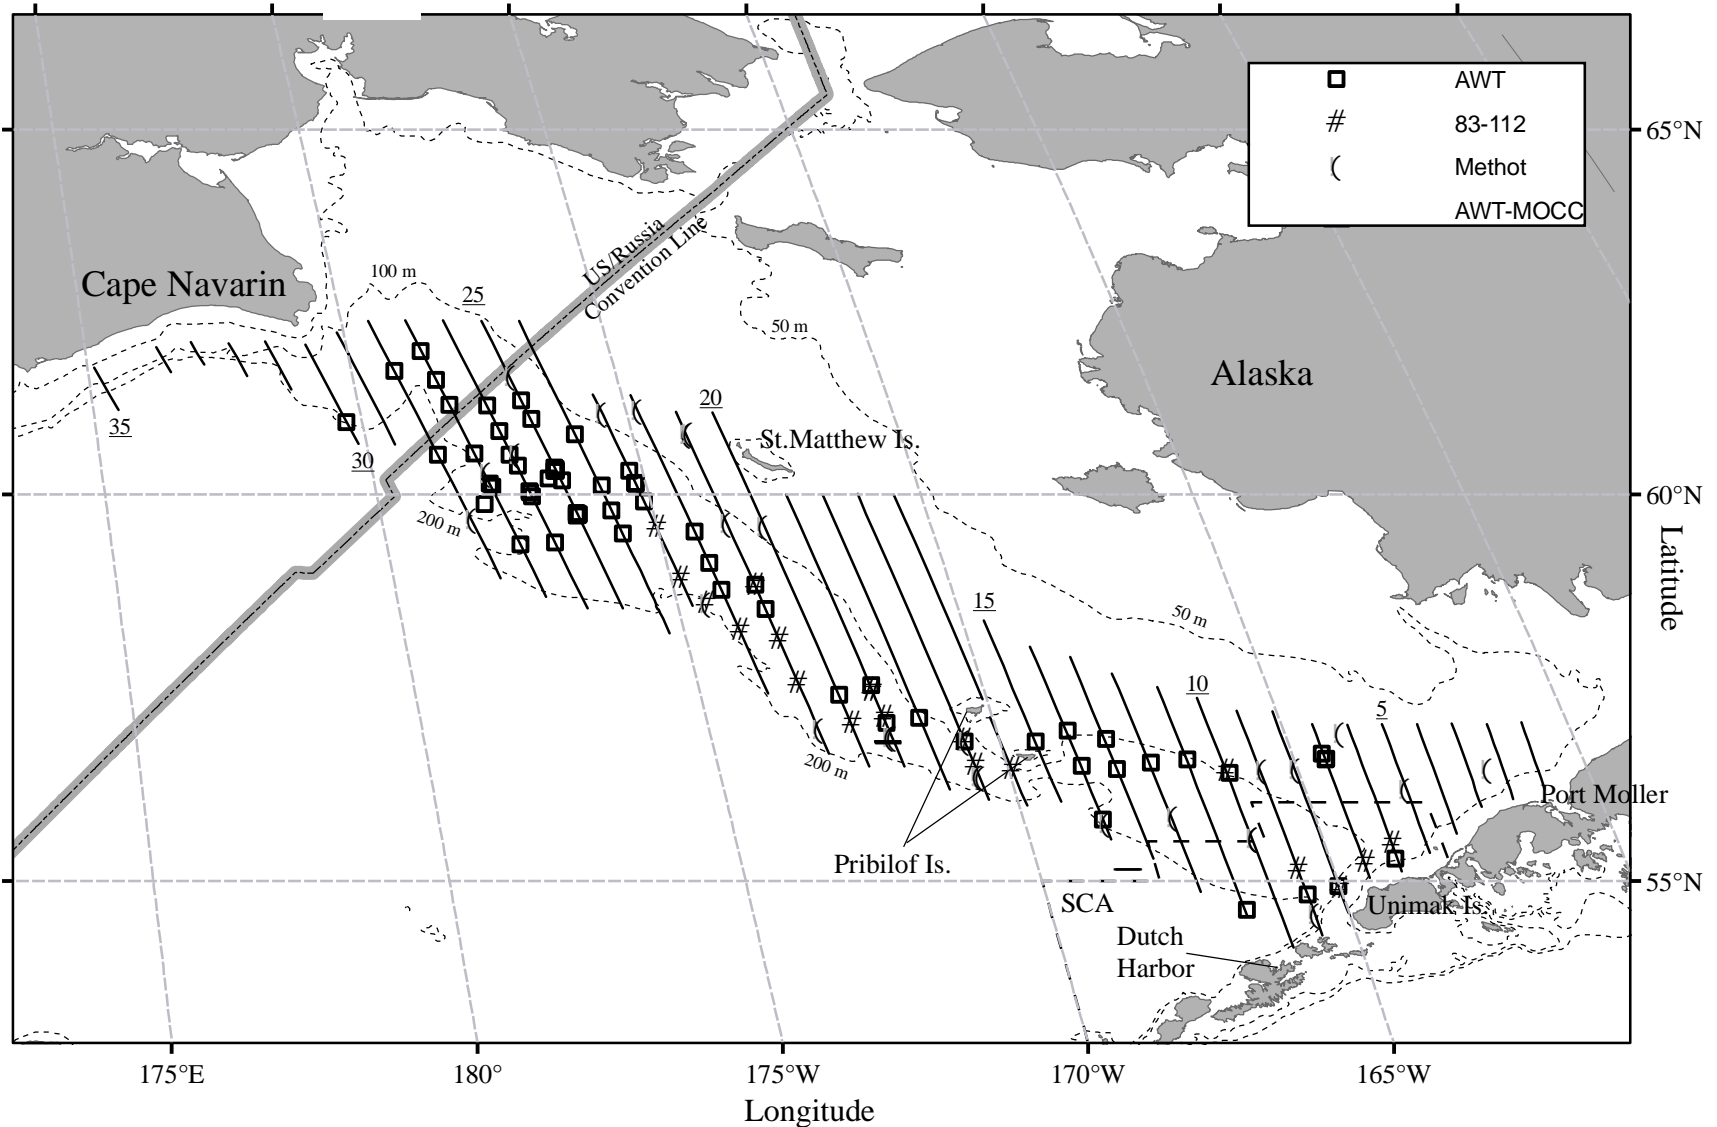 AWT
# 83-112
( Methot
AWT-MOCC
65°N
US/Russia
Convention Line
Cape Navarin
100 m
25
50 m
Alaska
20
35
St.Matthew Is.
30
60°N
200 m
Latitude
15
50 m
10
5
200 m
Port Moller
Pribilof Is.
55°N
SCA
Unimak Is.
Dutch
Harbor
175°E
180°
175°W
170°W
165°W
Longitude